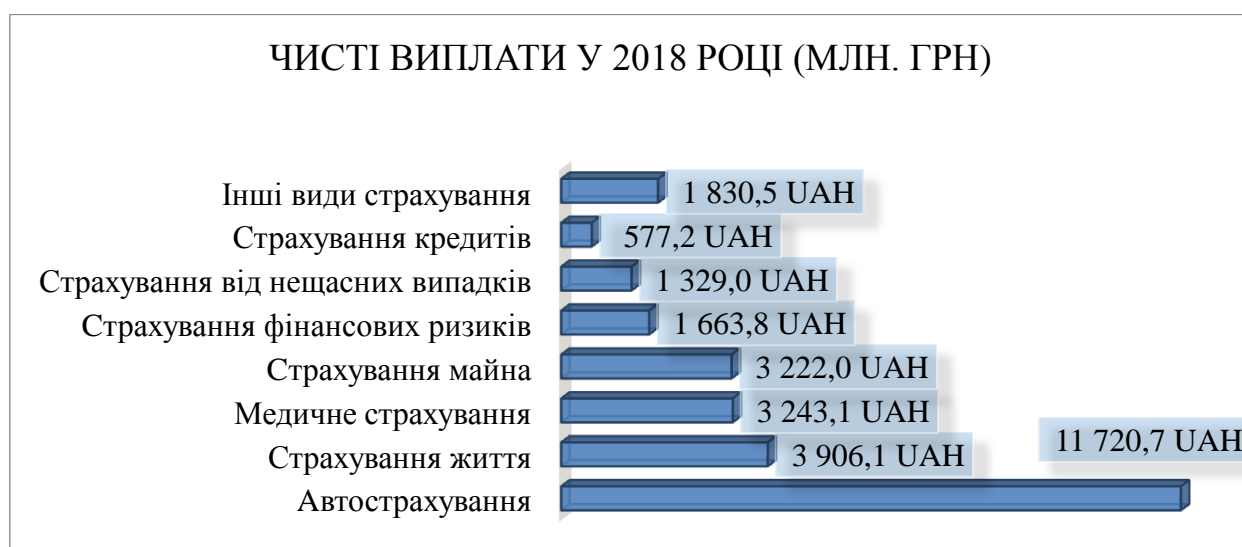 ЧИСТІ ВИПЛАТИ У 2018 РОЦІ (МЛН. ГРН)
Інші види страхування 1 830,5 UAH
Страхування кредитів 577,2 UAH
Страхування від нещасних випадків 1 329,0 UAH
Страхування фінансових ризиків 1 663,8 UAH
Страхування майна 3 222,0 UAH
Медичне страхування 3 243,1 UAH
Страхування життя 3 906,1 UAH
Автострахування 11 720,7 UAH